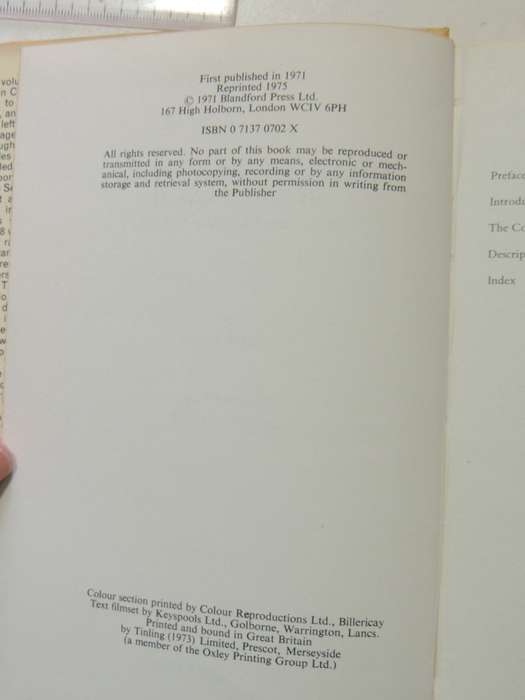 First published in 1971
Reprinted 1975
© 1971 Blandford Press Ltd.
167 High Holborn, London WC1V 6PH
ISBN 0 7137 0702 X
All rights reserved. No part of this book may be reproduced or
transmitted in any form or by any means, electronic or mech-
anical, including photocopying, recording or by any information
storage and retrieval system, without permission in writing from
the Publisher
Colour section printed by Colour Reproductions Ltd., Billericay
Text filmset by Keyspools Ltd., Golborne, Warrington, Lancs.
Printed and bound in Great Britain
by Tinling (1973) Limited, Prescot, Merseyside
(a member of the Oxley Printing Group Ltd.)
Preface
The
Index